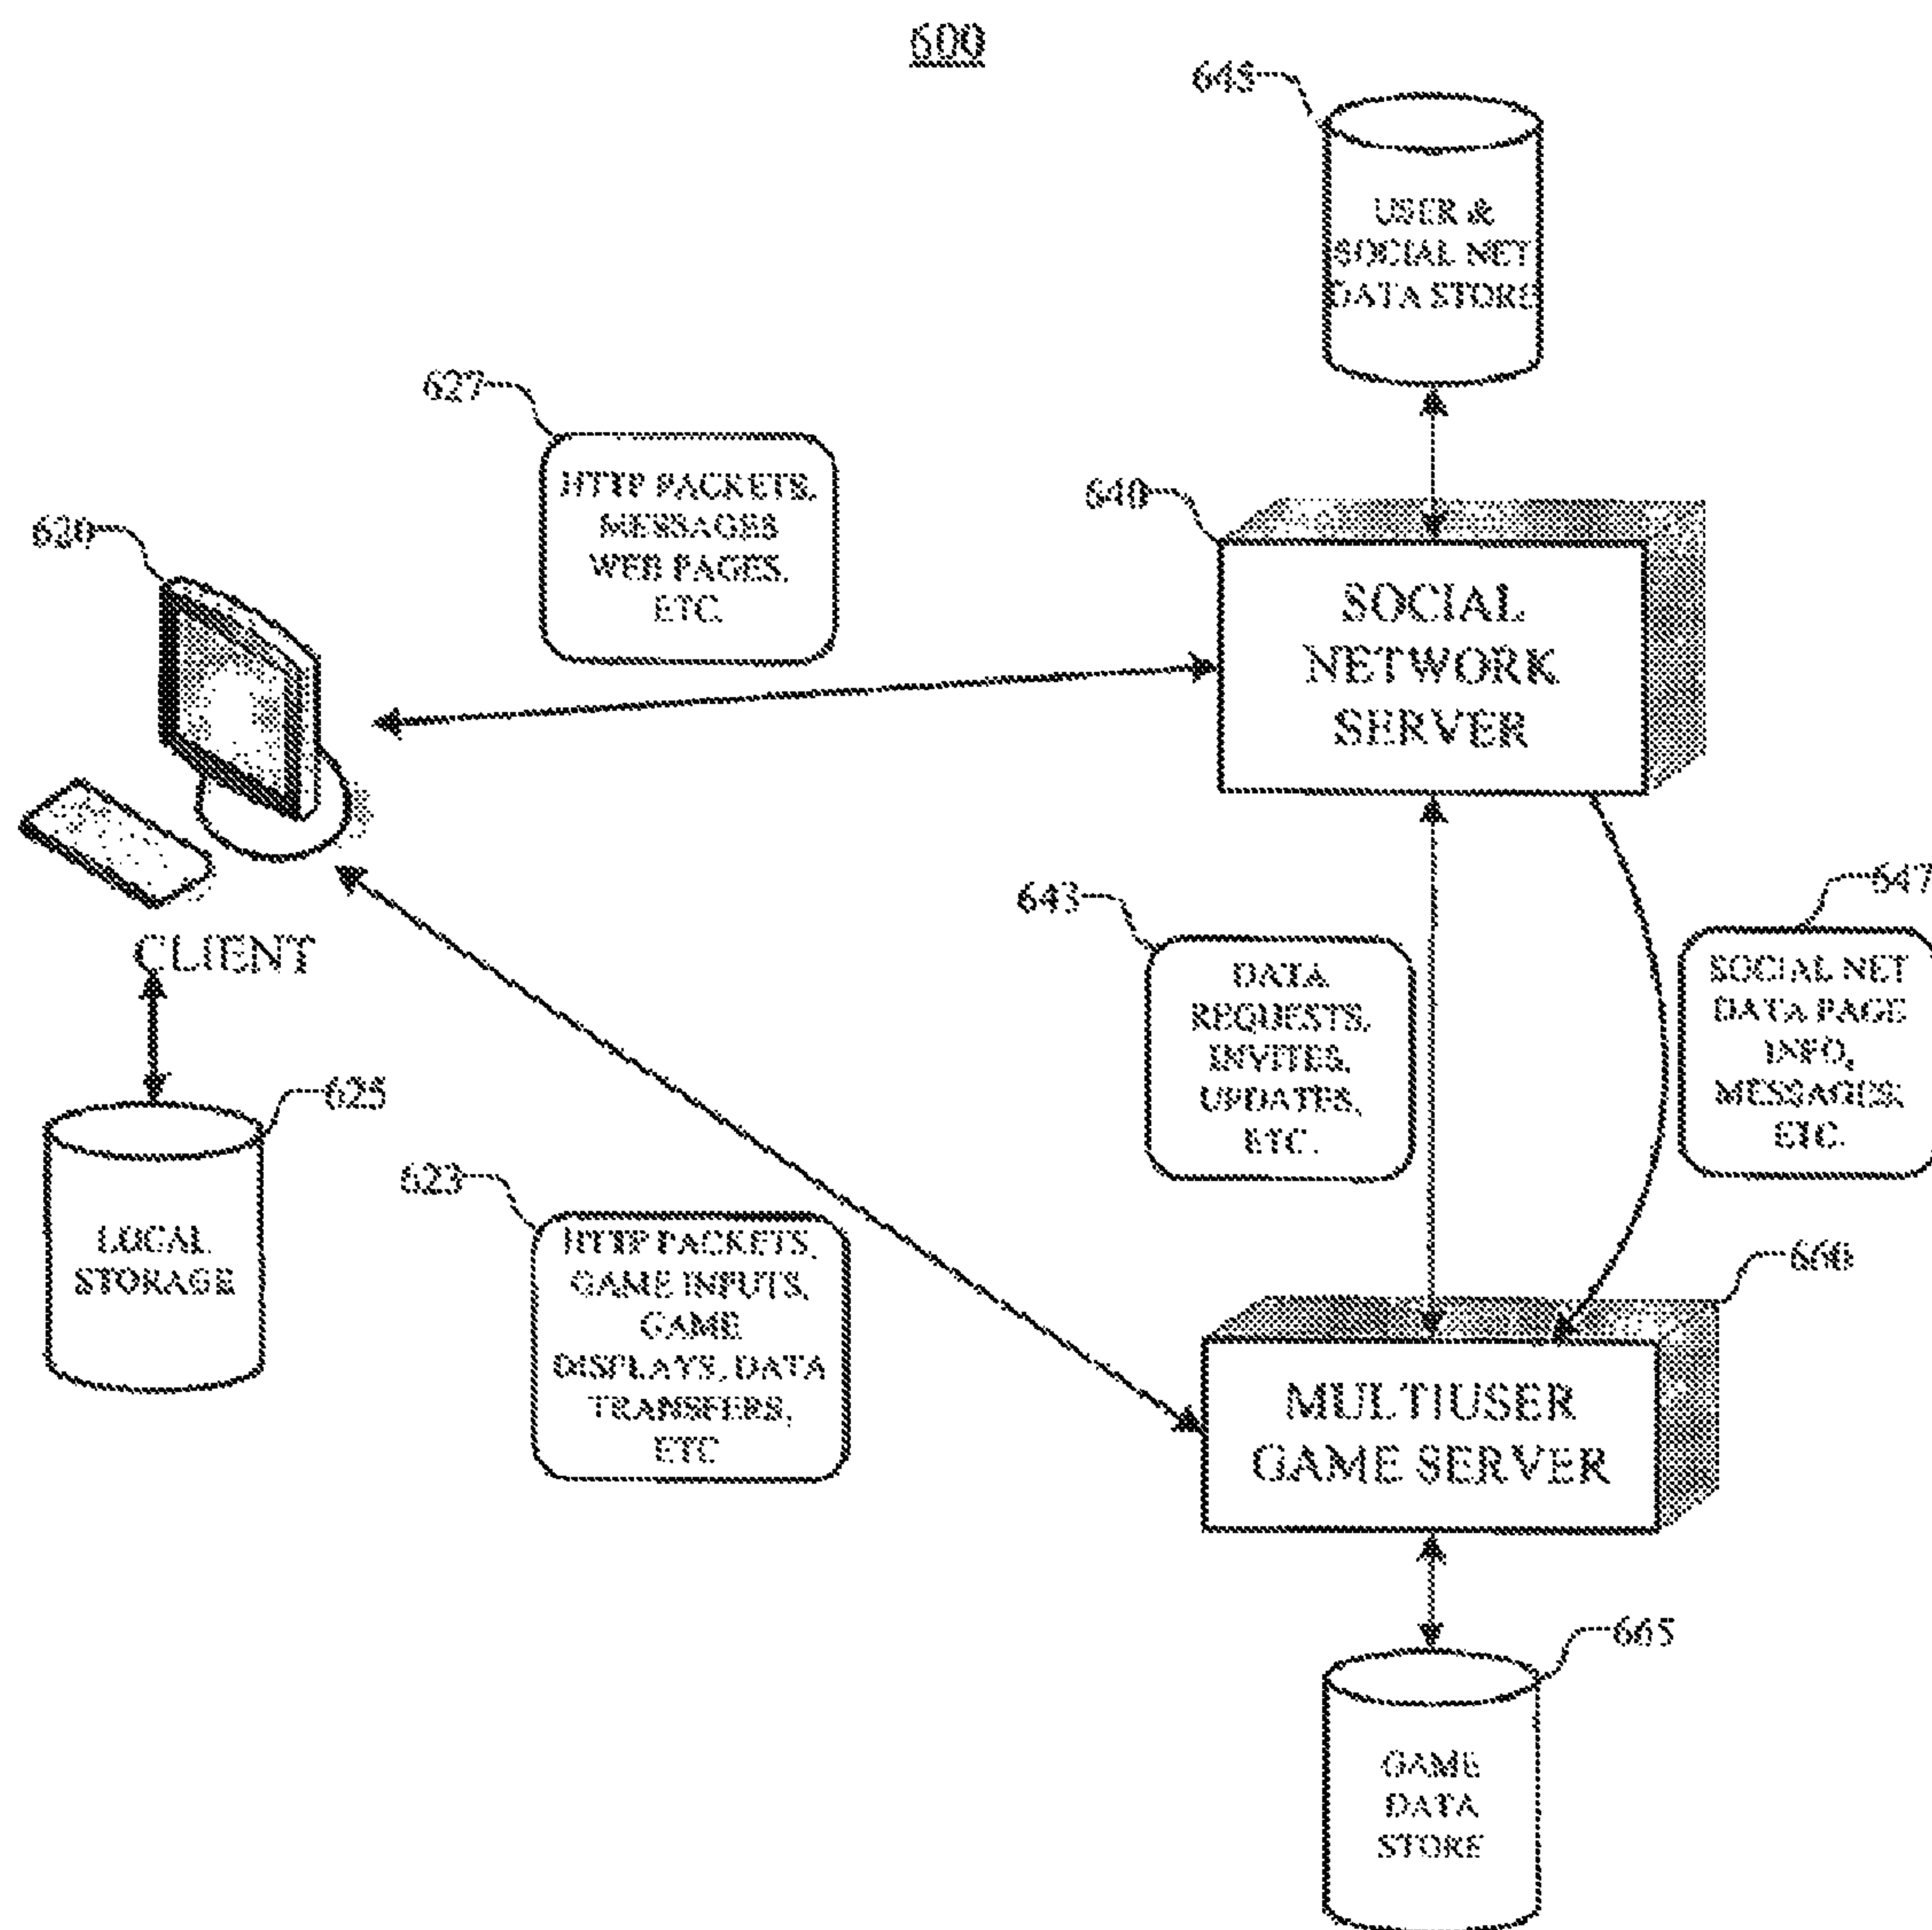 600
645
USER &
SOCIAL NET
DATA STORE
627
HTTP PACKETS,
MESSAGES
WEB PAGES,
ETC.
640
SOCIAL
NETWORK
SERVER
620
CLIENT
643
DATA
REQUESTS,
INVITES,
UPDATES,
ETC.
647
SOCIAL NET
DATA PAGE
INFO,
MESSAGES
ETC.
625
LOCAL
STORAGE
623
HTTP PACKETS,
GAME INPUTS,
GAME
DISPLAYS, DATA
TRANSFERS,
ETC
660
MULTIUSER
GAME SERVER
665
GAME
DATA
STORE